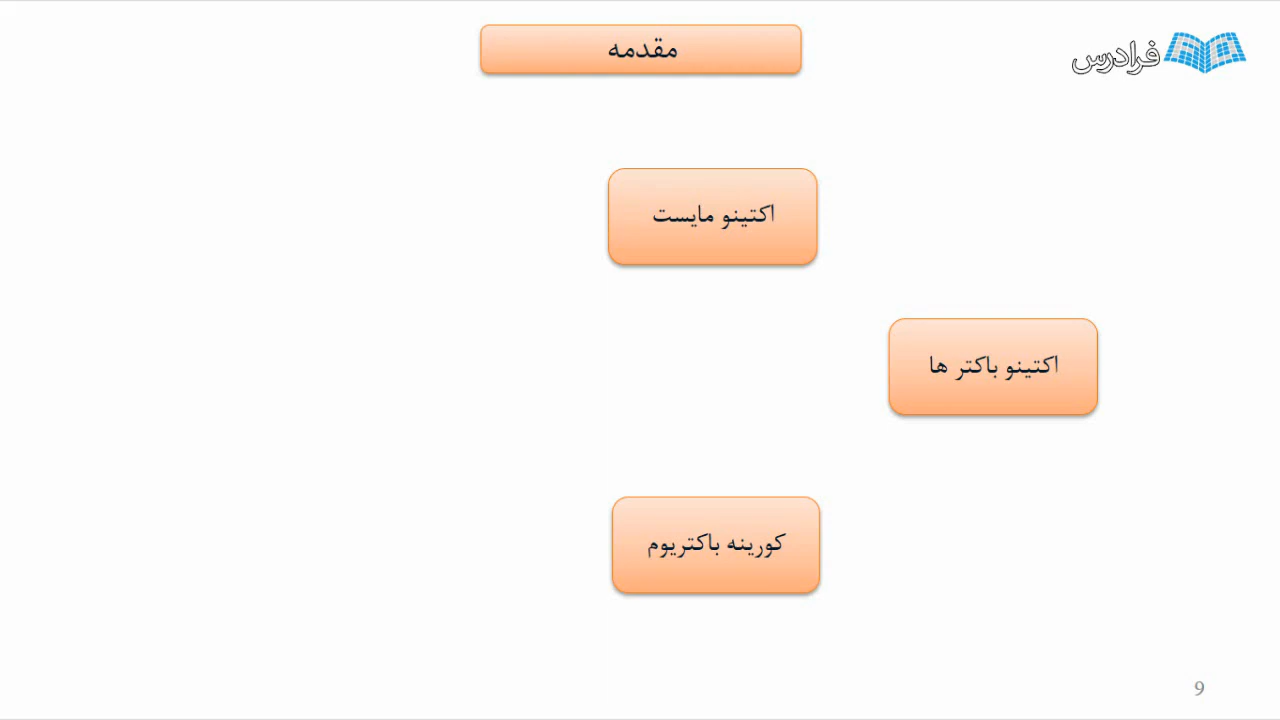 فرادرس
مقدمه
اکتینو مایست
اکتینو باکتر ها
کورینه باکتریوم
9